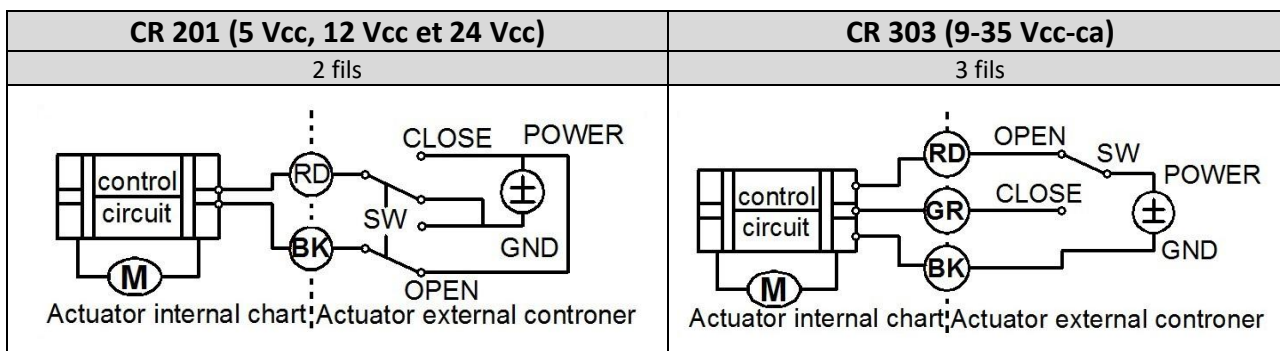 CR 201 (5 Vcc, 12 Vcc et 24 Vcc)
2 fils
CLOSE POWER
RD
control
circuit
SW
±
BK
GND
M
OPEN
Actuator internal chart Actuator external controner
CR 303 (9-35 Vcc-ca)
3 fils
OPEN
RD
SW
POWER
control
GR
CLOSE
±
circuit
GND
BK
M
Actuator internal chart Actuator external controner